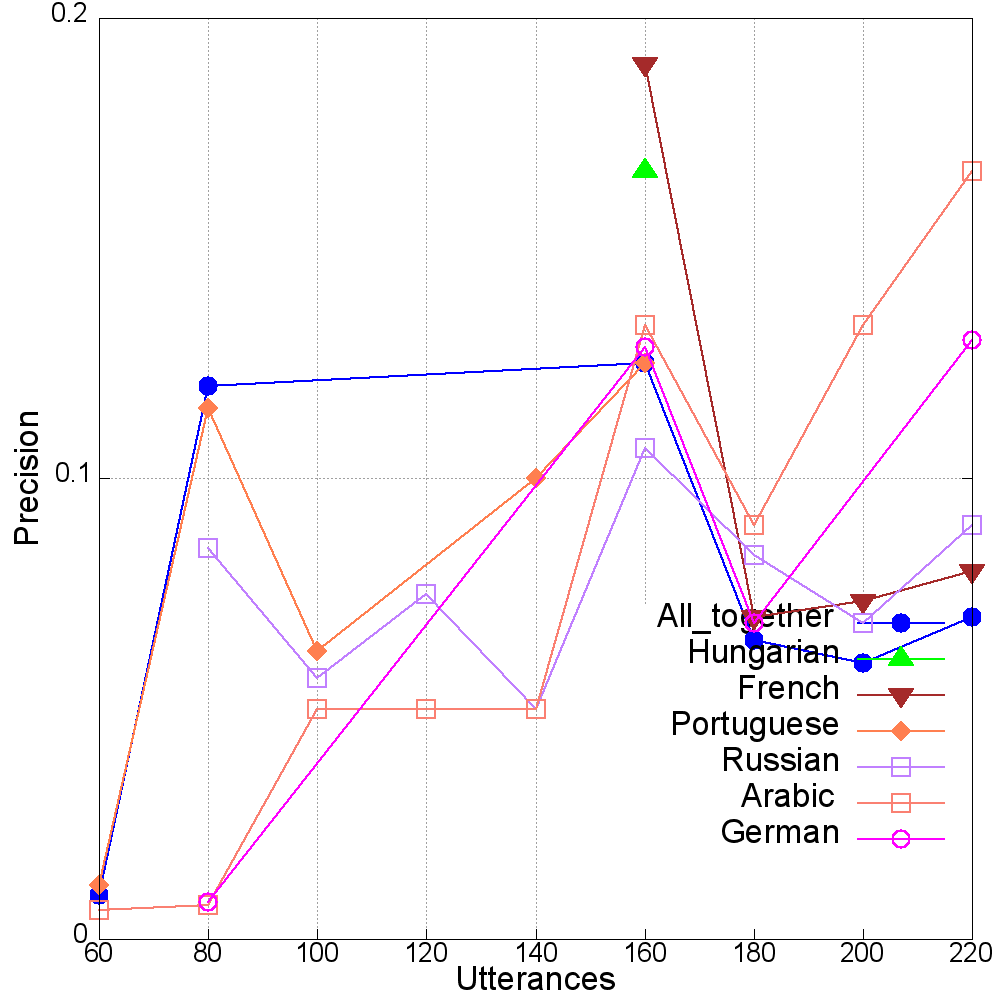 0.2
Precision
0.1
0
All_together
Hungarian
French
Portuguese
Russian
Arabic
German
60 80 100 120 140 160 180 200 220
Utterances